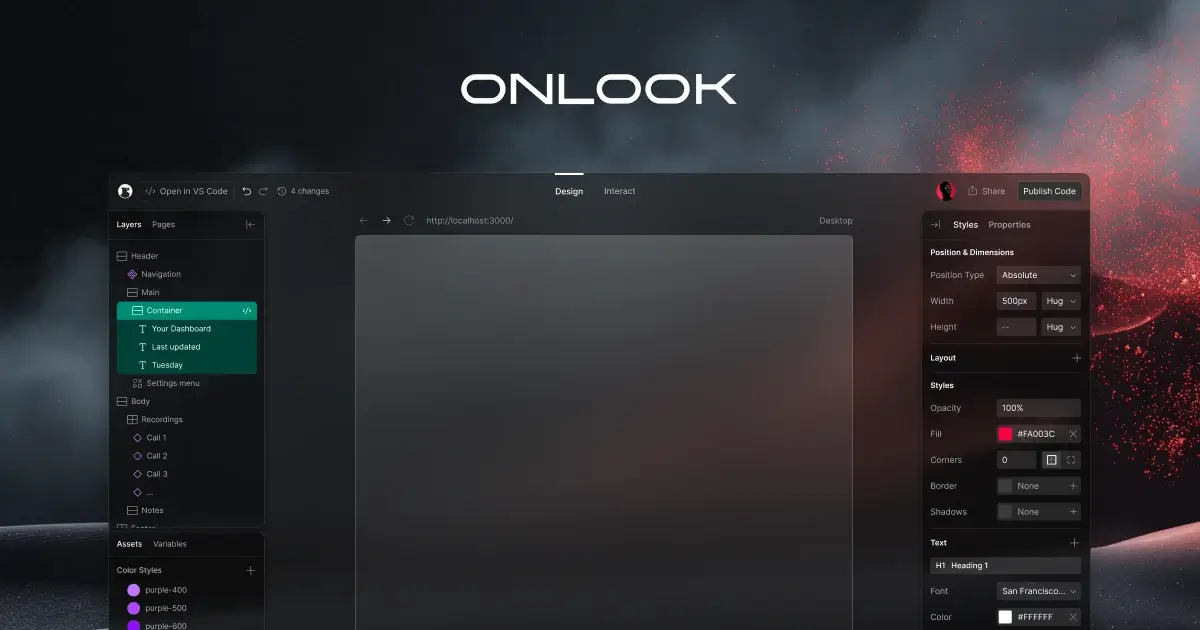 ONLOOK
</> Open in VS Code
4 changes
Design
Interact
Share
Publish Code
Layers
Pages
Header
Navigation
Main
Container
</>
Your Dashboard
Last updated
Tuesday
Settings menu
Body
Recordings
Call 1
Call 2
Call 3
...
Notes
Footer
Assets
Variables
Color Styles
purple-400
purple-500
purple-600
http://localhost:3000/
Desktop
Styles
Properties
Position & Dimensions
Position Type Absolute
Width 500px Hug
Height -- Hug
Layout
Styles
Opacity 100%
Fill #FA003C
Corners 0
Border None
Shadows None
Text
H1 Heading 1
Font San Francisco...
Color #FFFFFF